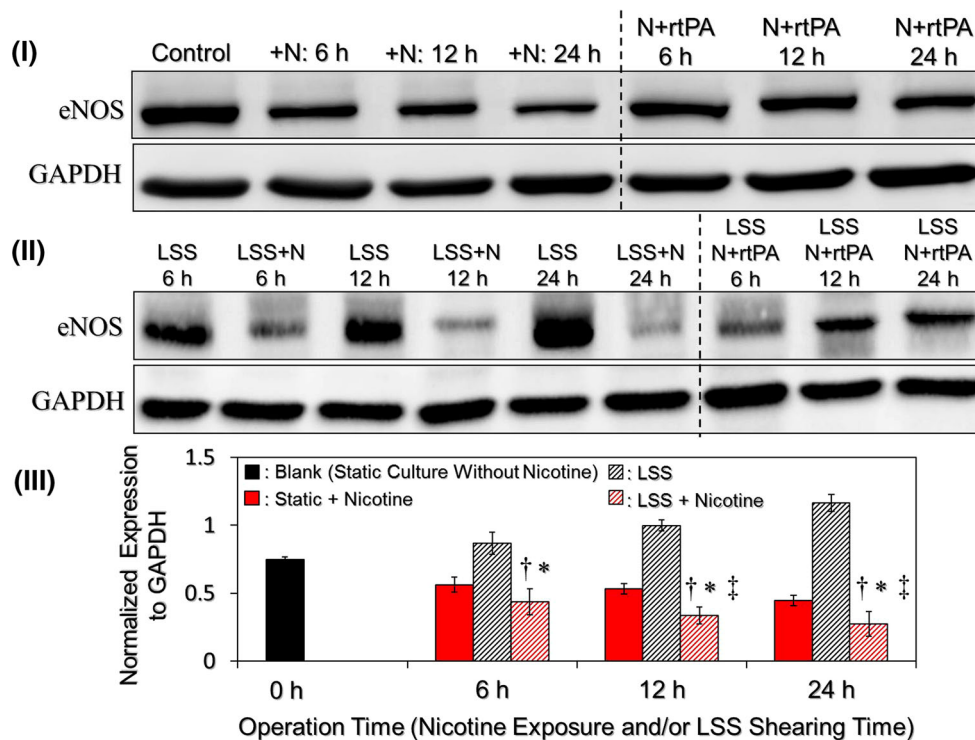 (I)
Control +N: 6 h +N: 12 h +N: 24 h N+rtPA 6 h N+rtPA 12 h N+rtPA 24 h
eNOS
GAPDH
(II)
LSS 6 h LSS+N 6 h LSS 12 h LSS+N 12 h LSS 24 h LSS+N 24 h LSS N+rtPA 6 h LSS N+rtPA 12 h LSS N+rtPA 24 h
eNOS
GAPDH
(III)
Normalized Expression
to GAPDH
1.5
1
0.5
0
: Blank (Static Culture Without Nicotine)
: LSS
: Static + Nicotine
: LSS + Nicotine
† *
† * ‡
† * ‡
0 h 6 h 12 h 24 h
Operation Time (Nicotine Exposure and/or LSS Shearing Time)